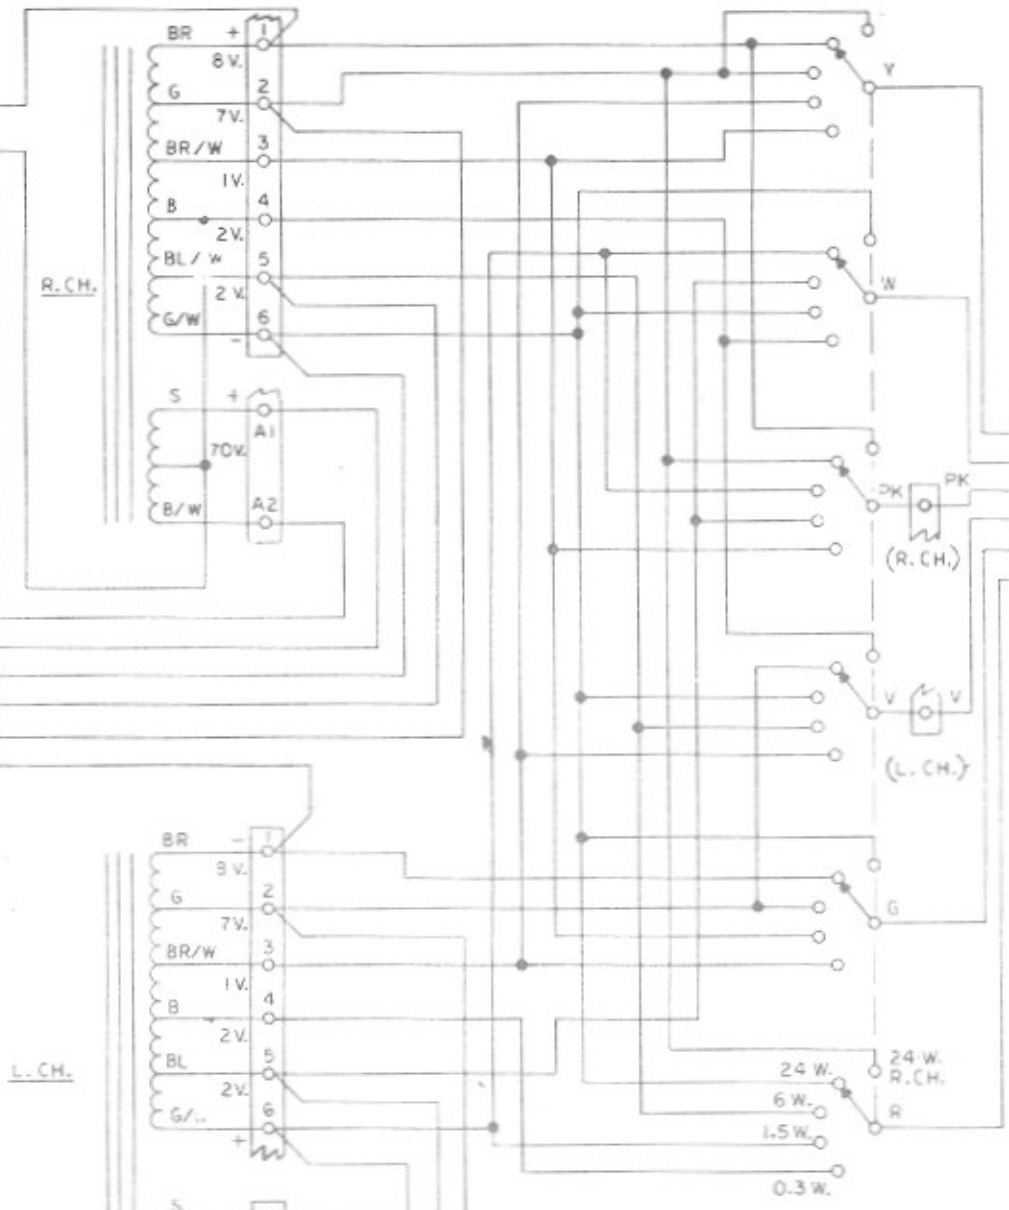 BR + 1
8 V.
G 2
7V.
BR/W 3
1V.
B 4
2V.
BL/W 5
2 V.
G/W 6
-
R.CH.
S +
A1
70V.
B/W A2
Y
W
PK PK
(R.CH.)
V V
(L.CH.)
BR - 1
8 V.
G 2
7V.
BR/W 3
1V.
B 4
2V.
BL 5
2V.
G/.. 6
+
L.CH.
S
G
24 W.
R.CH.
24 W.
6 W.
R
1.5 W.
0.3 W.